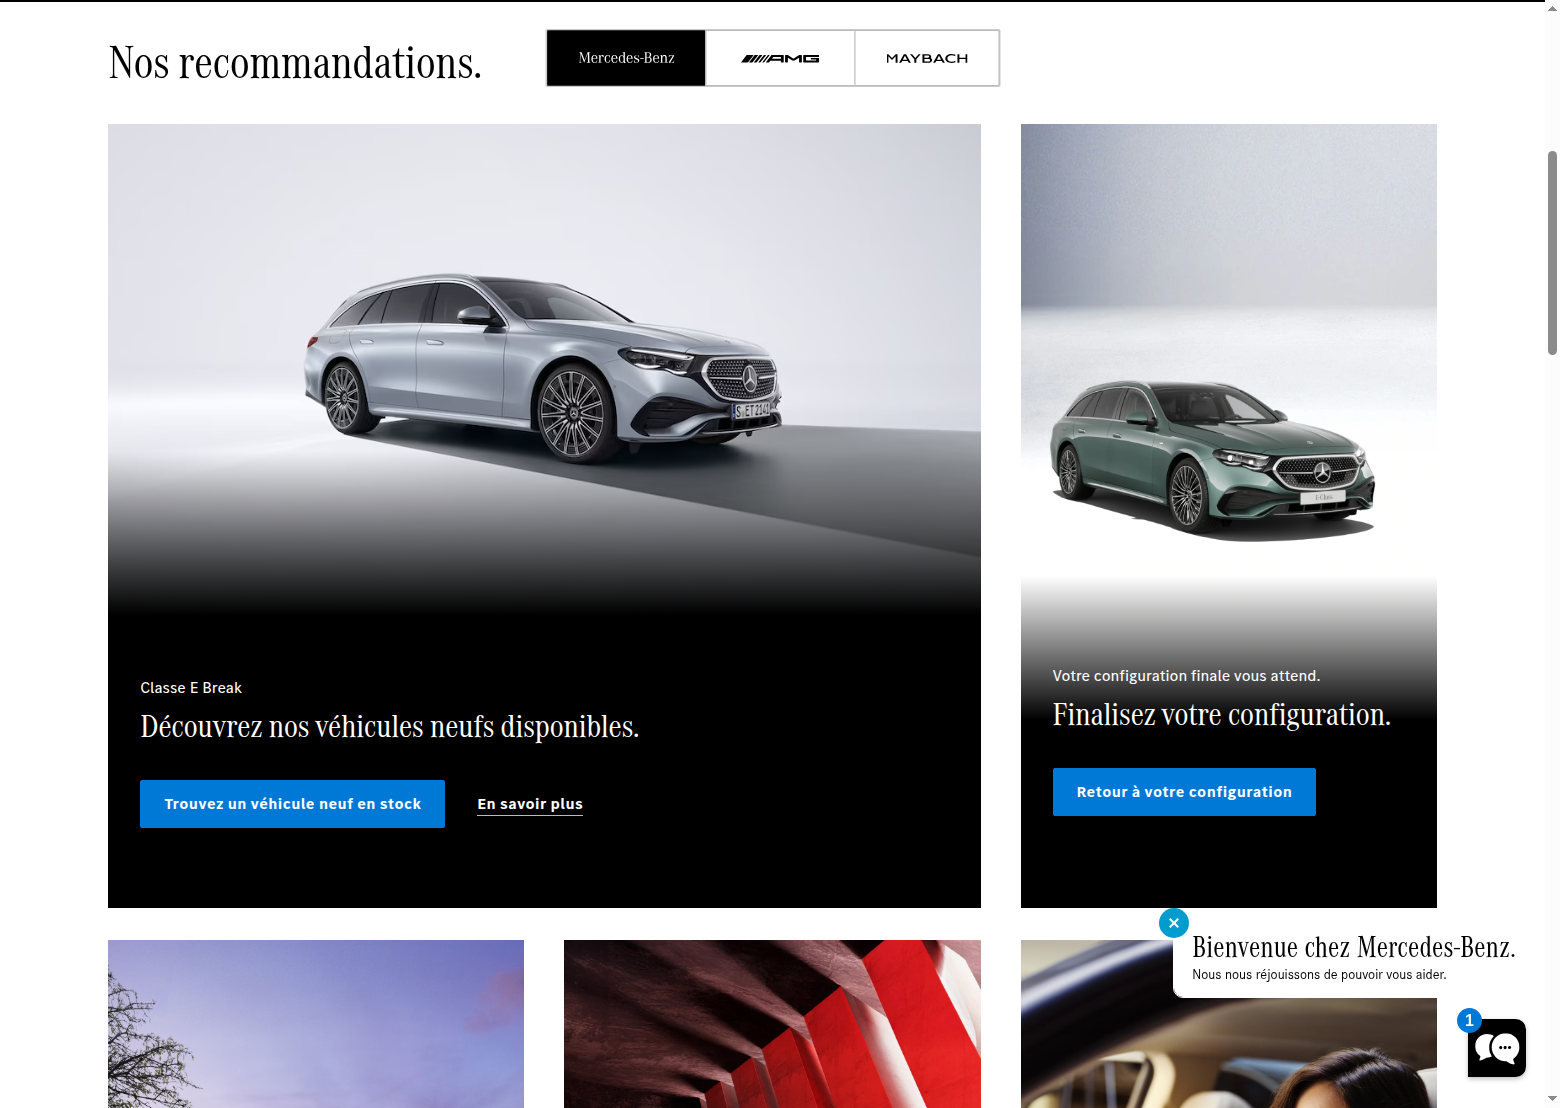 Nos recommandations.
Mercedes-Benz
AMG
MAYBACH
S ET 2141
E-Class
Classe E Break
Découvrez nos véhicules neufs disponibles.
Trouvez un véhicule neuf en stock
En savoir plus
Votre configuration finale vous attend.
Finalisez votre configuration.
Retour à votre configuration
Bienvenue chez Mercedes-Benz.
Nous nous réjouissons de pouvoir vous aider.
1